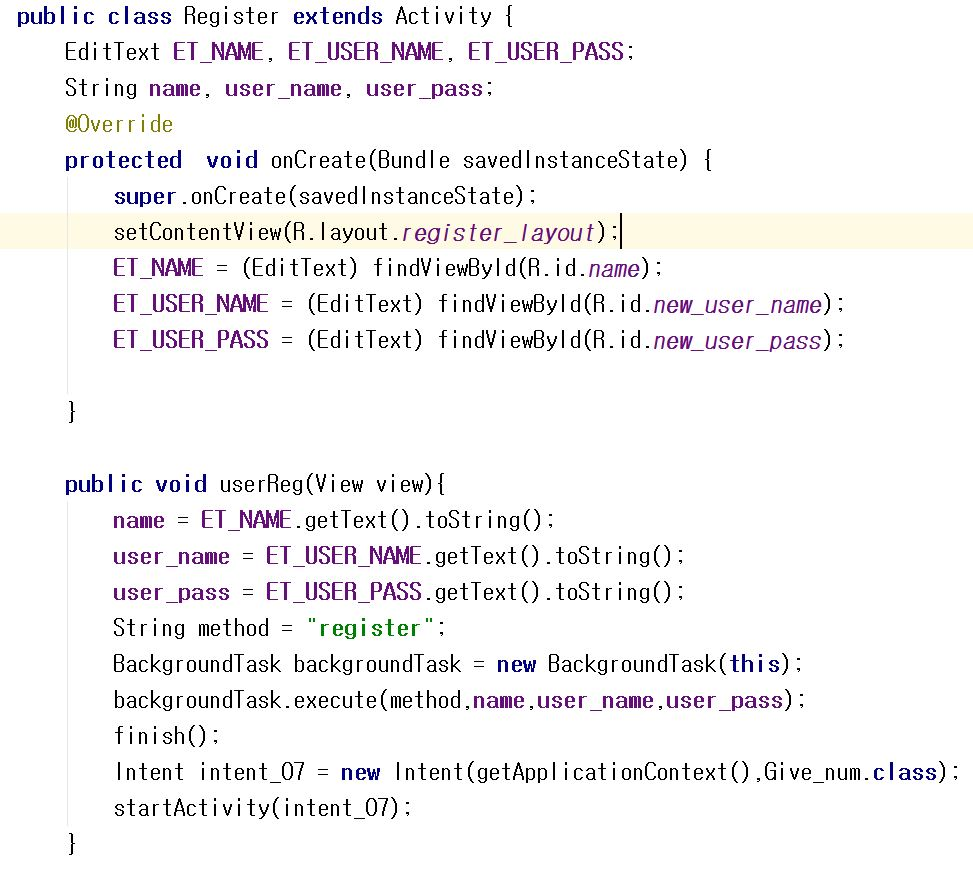 public class Register extends Activity {
EditText ET_NAME, ET_USER_NAME, ET_USER_PASS;
String name, user_name, user_pass;
@Override
protected  void onCreate(Bundle savedInstanceState) {
super.onCreate(savedInstanceState);
setContentView(R.layout.register_layout);
ET_NAME = (EditText) findViewById(R.id.name);
ET_USER_NAME = (EditText) findViewById(R.id.new_user_name);
ET_USER_PASS = (EditText) findViewById(R.id.new_user_pass);
}
public void userReg(View view){
name = ET_NAME.getText().toString();
user_name = ET_USER_NAME.getText().toString();
user_pass = ET_USER_PASS.getText().toString();
String method = "register";
BackgroundTask backgroundTask = new BackgroundTask(this);
backgroundTask.execute(method,name,user_name,user_pass);
finish();
Intent intent_07 = new Intent(getApplicationContext(),Give_num.class);
startActivity(intent_07);
}